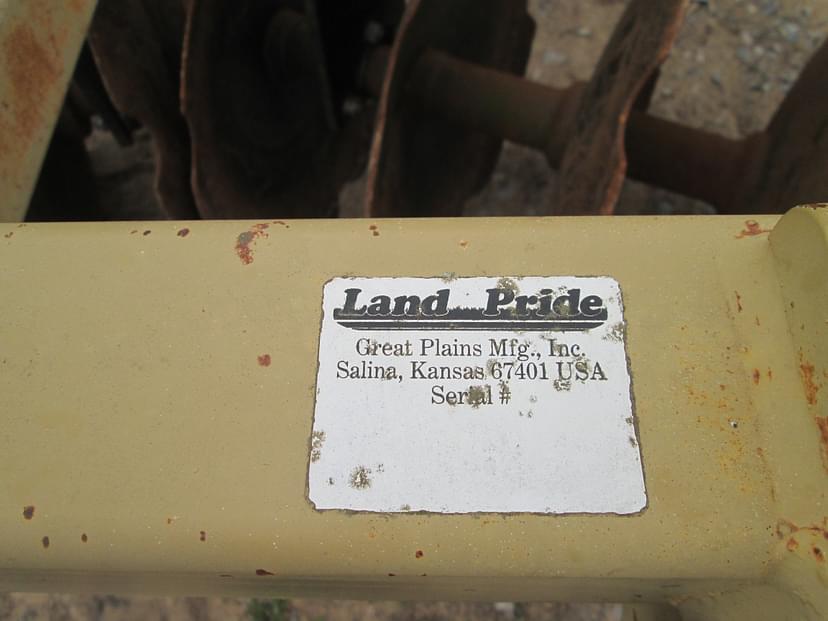 Land Pride
Great Plains Mfg., Inc.
Salina, Kansas 67401 USA
Serial #